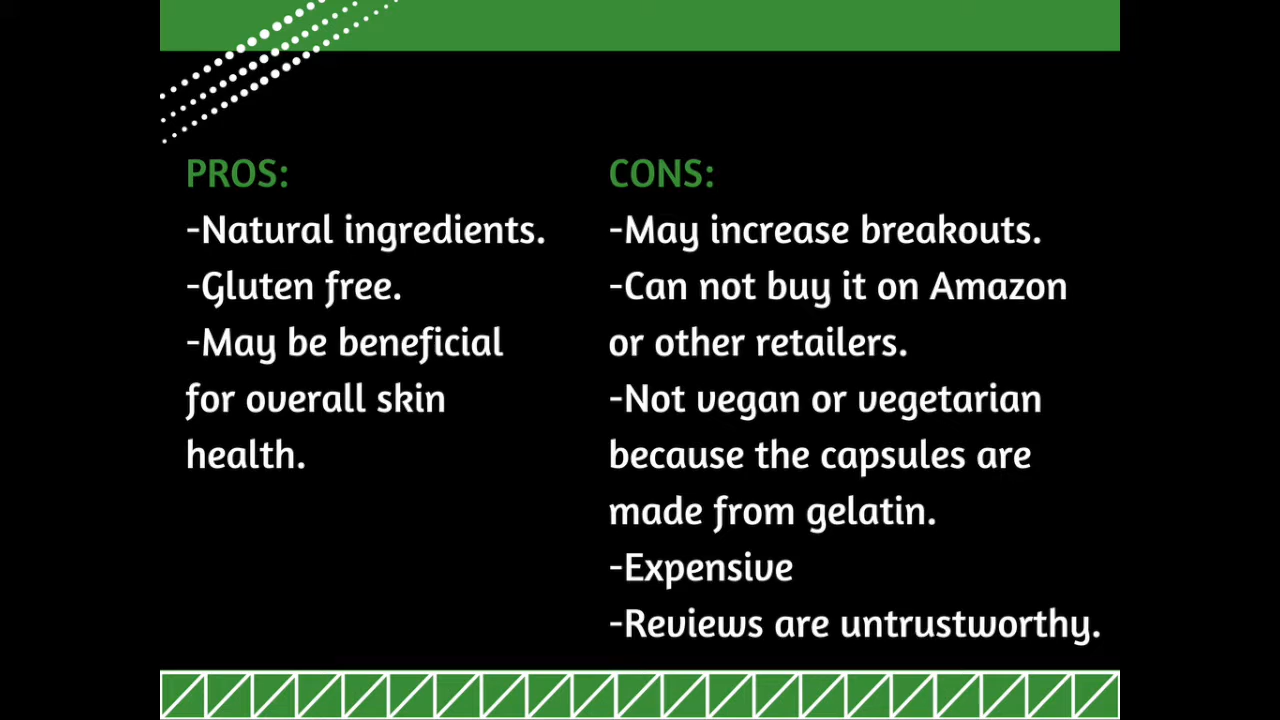 PROS:
-Natural ingredients.
-Gluten free.
-May be beneficial
for overall skin
health.
CONS:
-May increase breakouts.
-Can not buy it on Amazon
or other retailers.
-Not vegan or vegetarian
because the capsules are
made from gelatin.
-Expensive
-Reviews are untrustworthy.